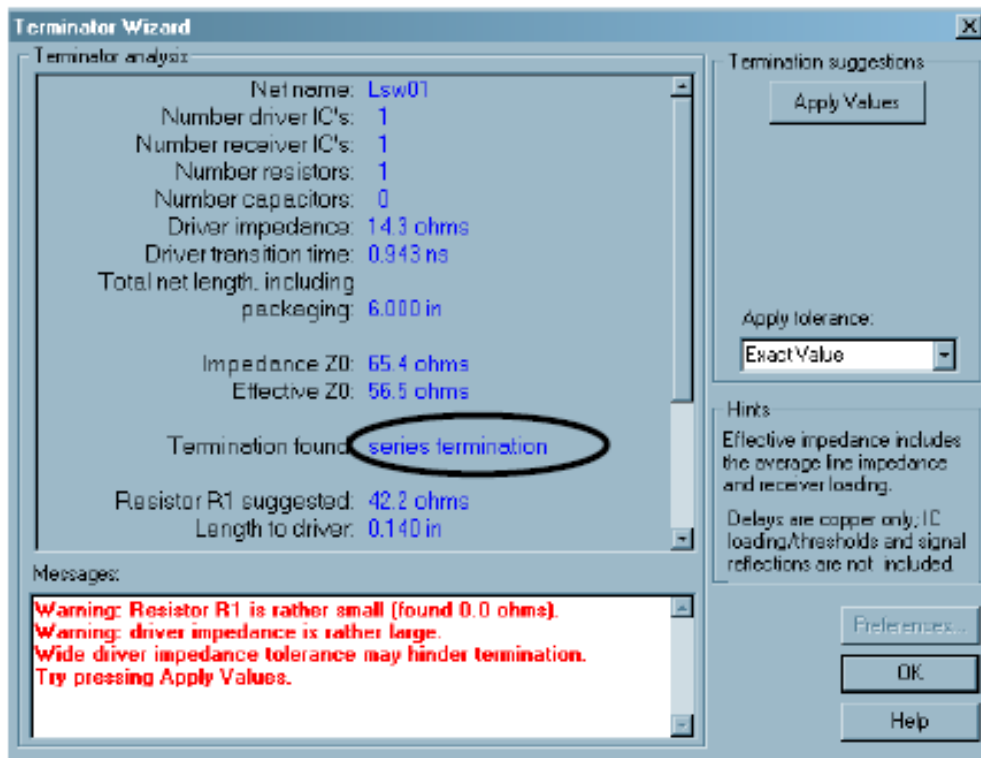 Terminator Wizard
Terminator analysis
Net name: Lsw01
Number driver IC's: 1
Number receiver IC's: 1
Number resistors: 1
Number capacitors: 0
Driver impedance: 14.3 ohms
Driver transition time: 0.943 ns
Total net length, including
packaging: 6.000 in
Impedance Z0: 65.4 ohms
Effective Z0: 56.5 ohms
Termination found: series termination
Resistor R1 suggested: 42.2 ohms
Length to driver: 0.140 in
Messages:
Warning: Resistor R1 is rather small (found 0.0 ohms).
Warning: driver impedance is rather large.
Wide driver impedance tolerance may hinder termination.
Try pressing Apply Values.
Termination suggestions
Apply Values
Apply tolerance:
Exact Value
Hints
Effective impedance includes
the average line impedance
and receiver loading.
Delays are copper only; IC
loading/thresholds and signal
reflections are not included.
Preferences...
OK
Help